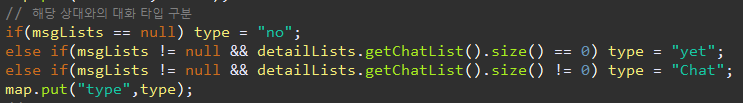 // 해당 상대와의 대화 타입 구분
if(msgLists == null) type = "no";
else if(msgLists != null && detailLists.getChatList().size() == 0) type = "yet";
else if(msgLists != null && detailLists.getChatList().size() != 0) type = "Chat";
map.put("type",type);